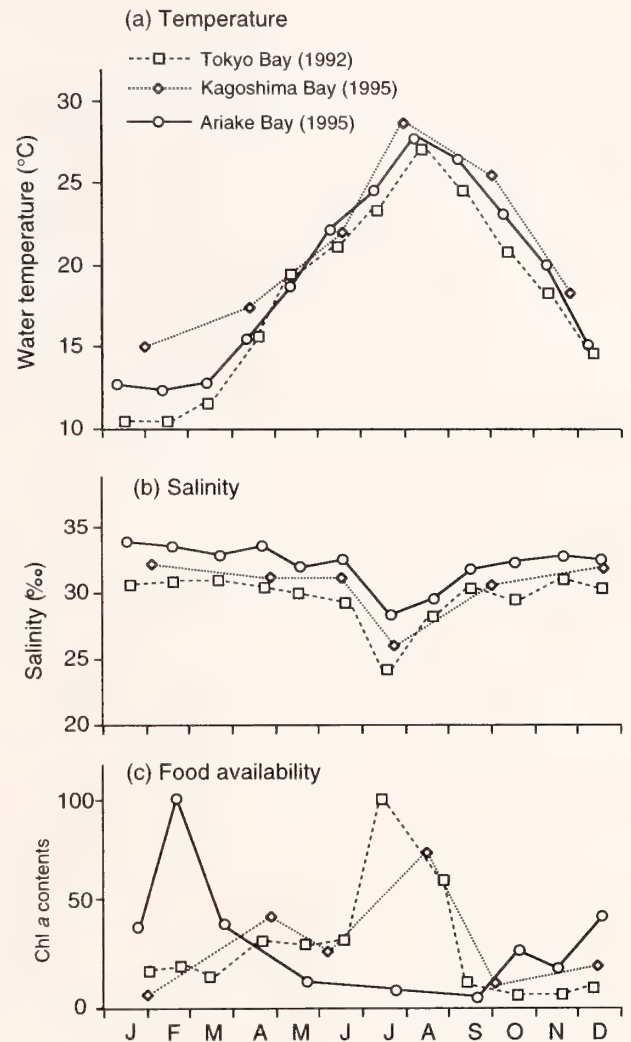 (a) Temperature
Tokyo Bay (1992)
Kagoshima Bay (1995)
Ariake Bay (1995)
Water temperature (°C)
30
25
20
15
10
(b) Salinity
Salinity (‰)
35
30
25
20
(c) Food availability
Chl a contents
100
50
0
J F M A M J J A S O N D